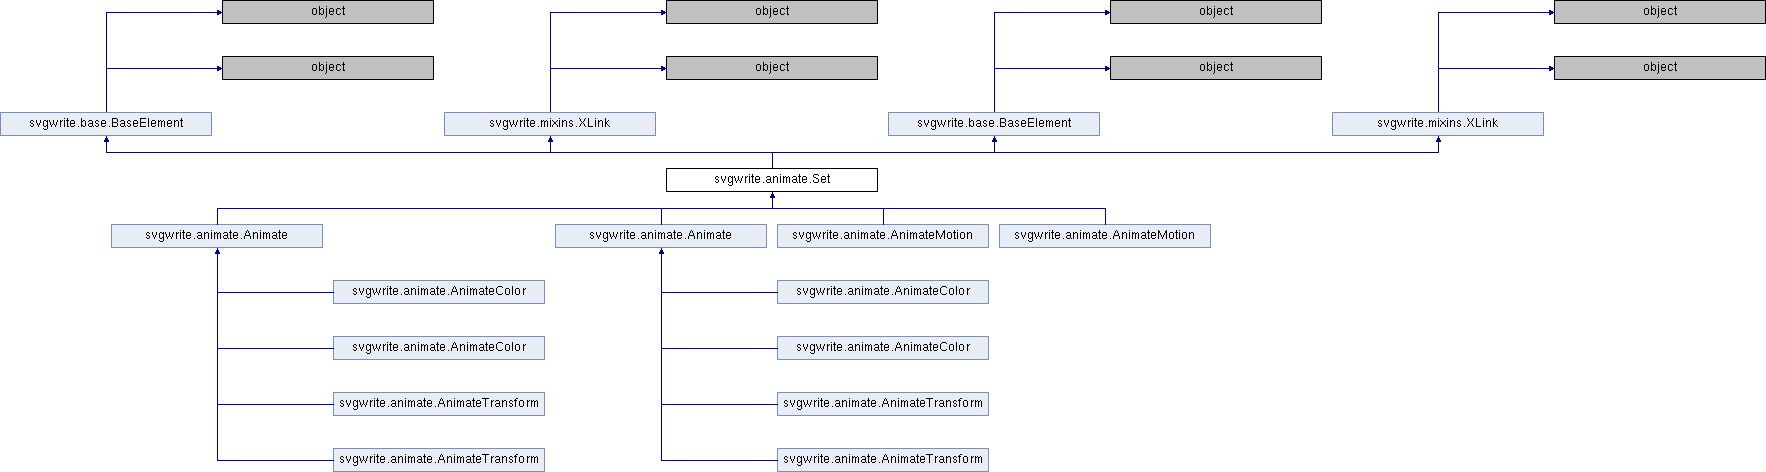 object
object
object
object
object
object
object
object
svgwrite.base.BaseElement
svgwrite.mixins.XLink
svgwrite.base.BaseElement
svgwrite.mixins.XLink
svgwrite.animate.Set
svgwrite.animate.Animate
svgwrite.animate.Animate
svgwrite.animate.AnimateMotion
svgwrite.animate.AnimateMotion
svgwrite.animate.AnimateColor
svgwrite.animate.AnimateColor
svgwrite.animate.AnimateColor
svgwrite.animate.AnimateColor
svgwrite.animate.AnimateTransform
svgwrite.animate.AnimateTransform
svgwrite.animate.AnimateTransform
svgwrite.animate.AnimateTransform